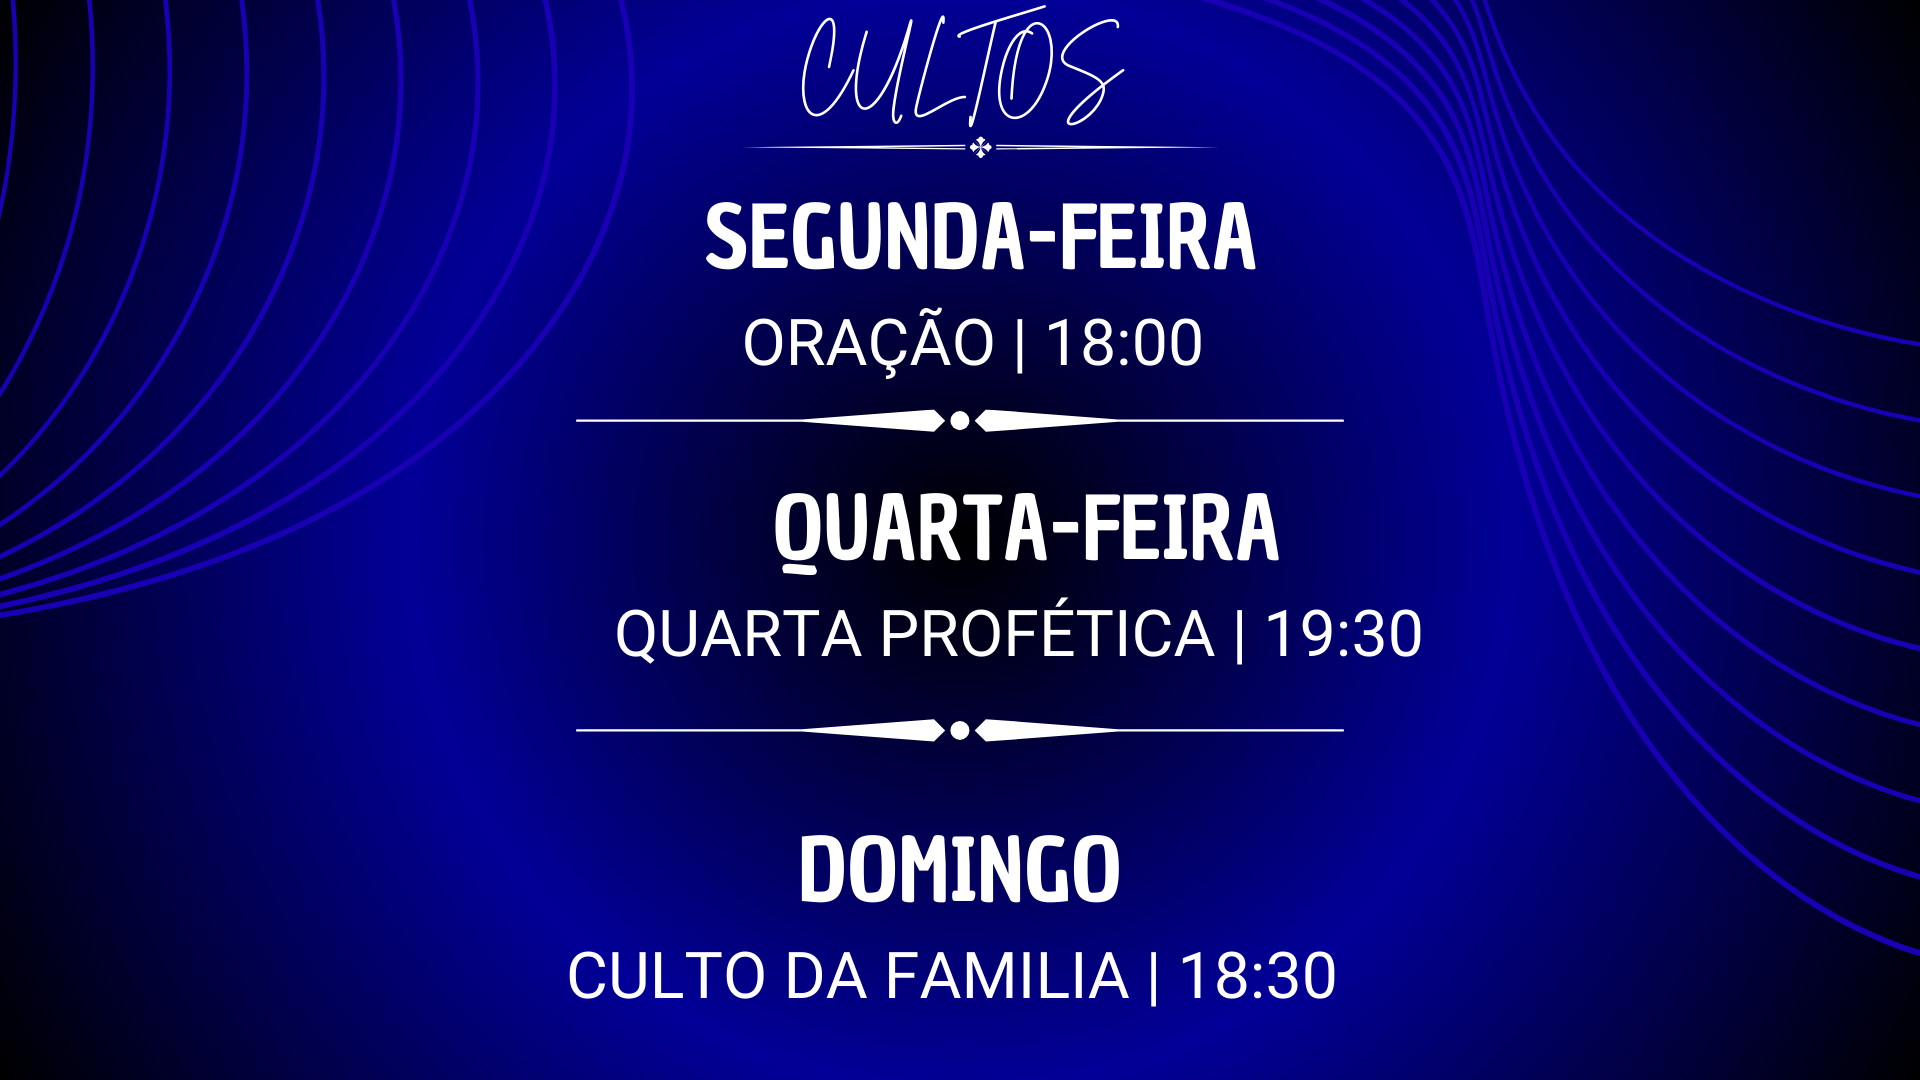 CULTOS
SEGUNDA-FEIRA
ORAÇÃO | 18:00
QUARTA-FEIRA
QUARTA PROFÉTICA | 19:30
DOMINGO
CULTO DA FAMILIA | 18:30